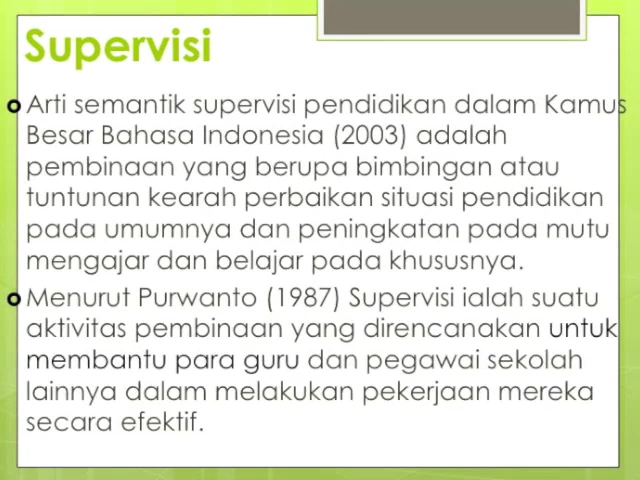 Supervisi
Arti semantik supervisi pendidikan dalam Kamus
Besar Bahasa Indonesia (2003) adalah
pembinaan yang berupa bimbingan atau
tuntunan kearah perbaikan situasi pendidikan
pada umumnya dan peningkatan pada mutu
mengajar dan belajar pada khususnya.
Menurut Purwanto (1987) Supervisi ialah suatu
aktivitas pembinaan yang direncanakan untuk
membantu para guru dan pegawai sekolah
lainnya dalam melakukan pekerjaan mereka
secara efektif.